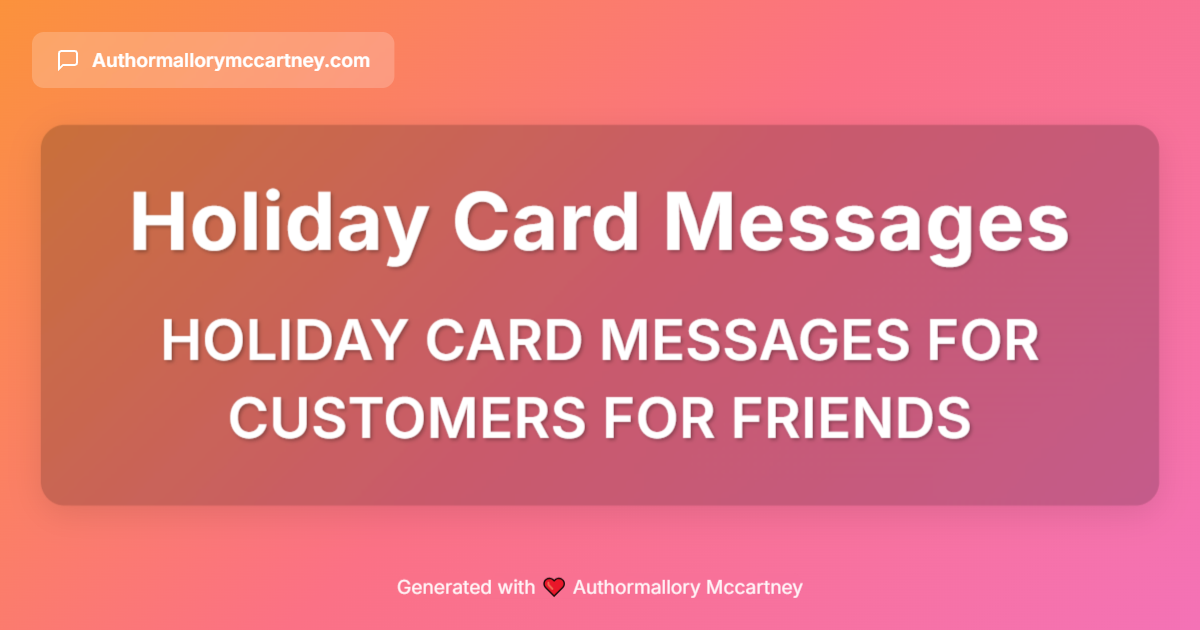 Authormallorymccartney.com
Holiday Card Messages
HOLIDAY CARD MESSAGES FOR
CUSTOMERS FOR FRIENDS
Generated with ❤️ Authormallory Mccartney